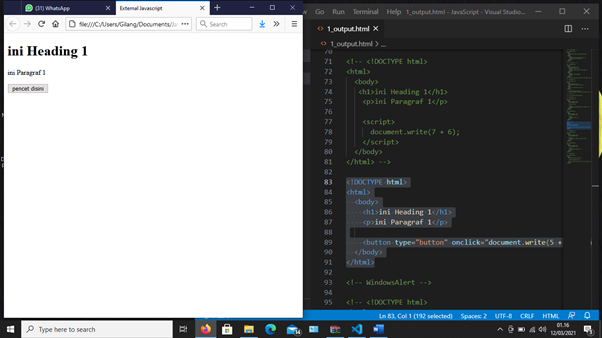 (31) WhatsApp
External Javascript
file:///C:/Users/Gilang/Documents/Ja
Search
ini Heading 1
ini Paragraf 1
pencet disini
Go Run Terminal Help
1_output.html - JavaScript - Visual Studio...
1_output.html
1_output.html > ...
70
71 <!-- <!DOCTYPE html>
72 <html>
73 <body>
74 <h1>ini Heading 1</h1>
75 <p>ini Paragraf 1</p>
76
77 <script>
78 document.write(7 + 6);
79 </script>
80 </body>
81 </html> -->
82
83 <!DOCTYPE html>
84 <html>
85 <body>
86 <h1>ini Heading 1</h1>
87 <p>ini Paragraf 1</p>
88
89 <button type="button" onclick="document.write(5 +
90 </body>
91 </html>
92
93 <!-- WindowsAlert -->
94
95 <!-- <!DOCTYPE html>
Ln 83, Col 1 (192 selected) Spaces: 2 UTF-8 CRLF HTML
Type here to search
01.16
12/03/2021